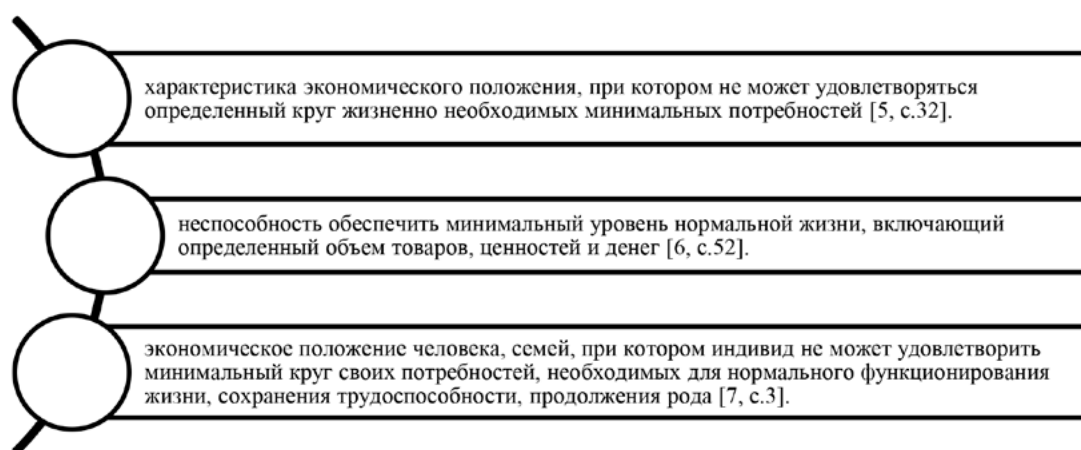 характеристика экономического положения, при котором не может удовлетворяться
определенный круг жизненно необходимых минимальных потребностей [5, с.32].
неспособность обеспечить минимальный уровень нормальной жизни, включающий
определенный объем товаров, ценностей и денег [6, с.52].
экономическое положение человека, семей, при котором индивид не может удовлетворить
минимальный круг своих потребностей, необходимых для нормального функционирования
жизни, сохранения трудоспособности, продолжения рода [7, с.3].